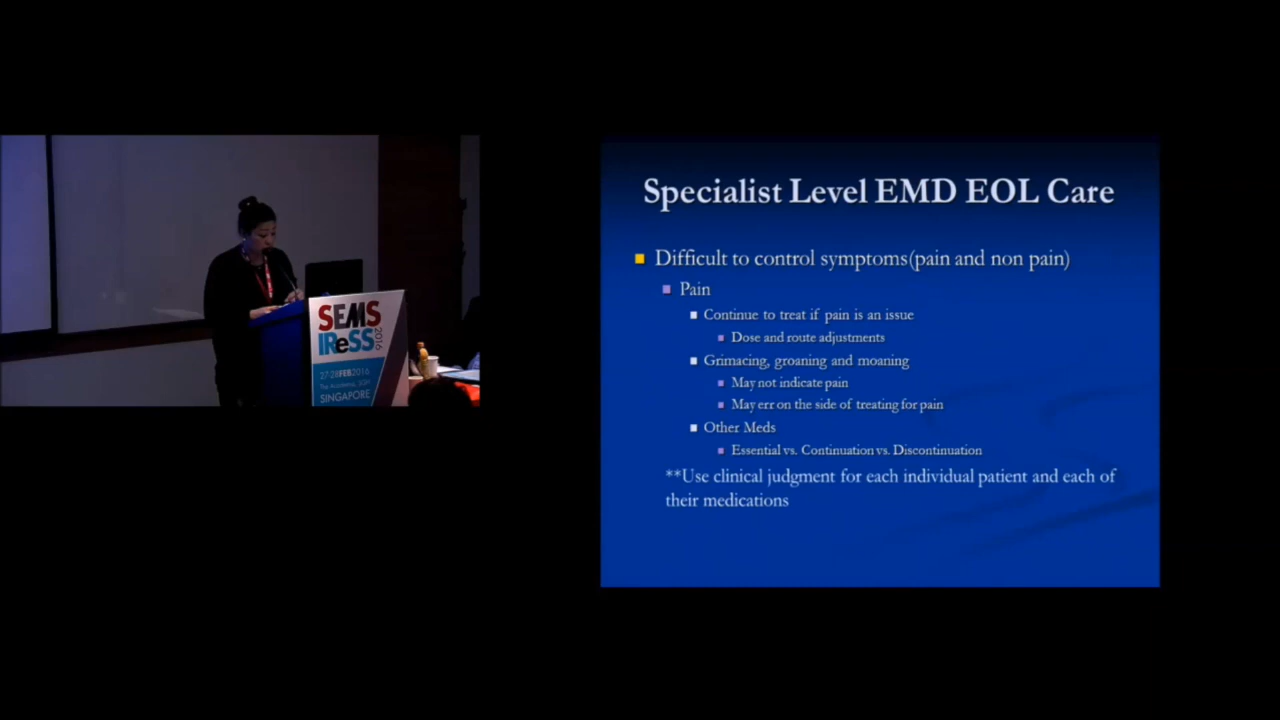 SEMS
IReSS
2016
27-28FEB2016
The Academia, SGH
SINGAPORE
Specialist Level EMD EOL Care
Difficult to control symptoms(pain and non pain)
Pain
Continue to treat if pain is an issue
Dose and route adjustments
Grimacing, groaning and moaning
May not indicate pain
May err on the side of treating for pain
Other Meds
Essential vs. Continuation vs. Discontinuation
**Use clinical judgment for each individual patient and each of
their medications